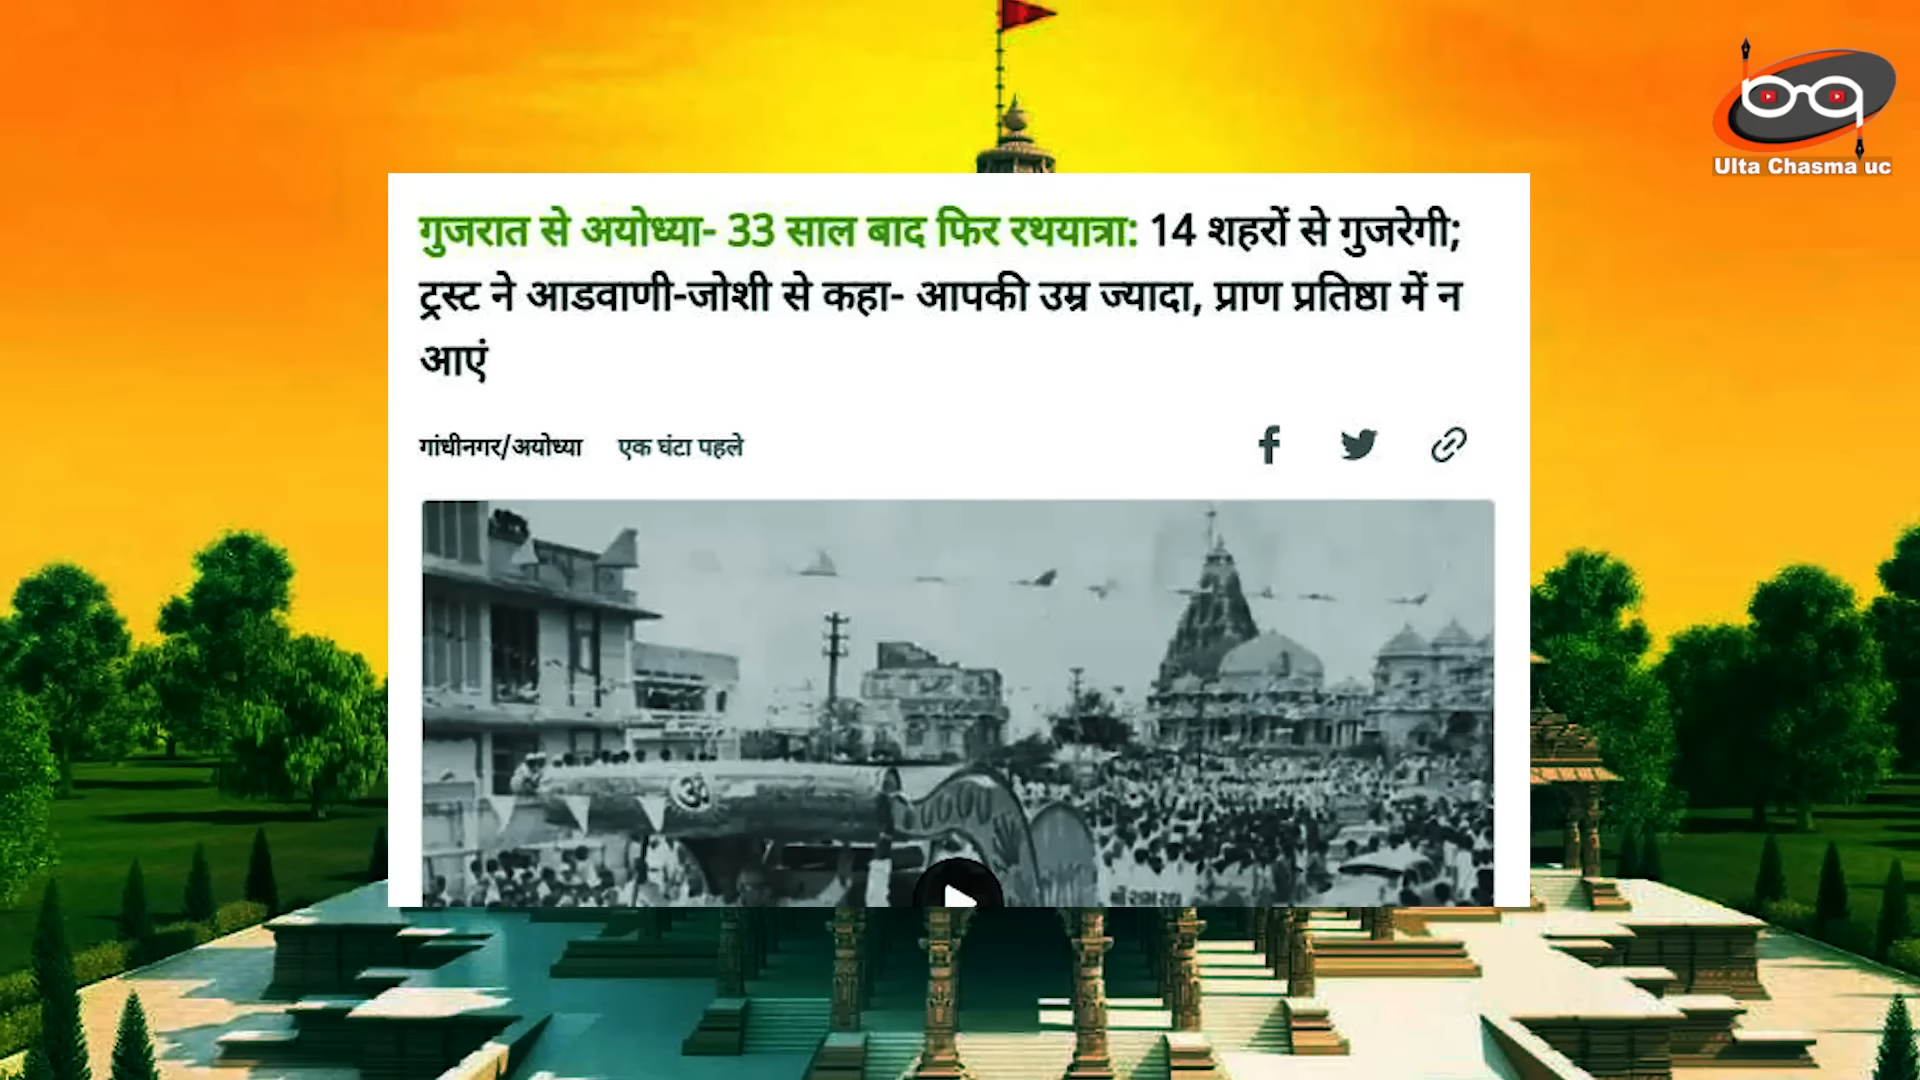 Ulta Chasma uc
गुजरात से अयोध्या- 33 साल बाद फिर रथयात्रा: 14 शहरों से गुजरेगी;
ट्रस्ट ने आडवाणी-जोशी से कहा- आपकी उम्र ज्यादा, प्राण प्रतिष्ठा में न
आएं
गांधीनगर/अयोध्या एक घंटा पहले
ॐ